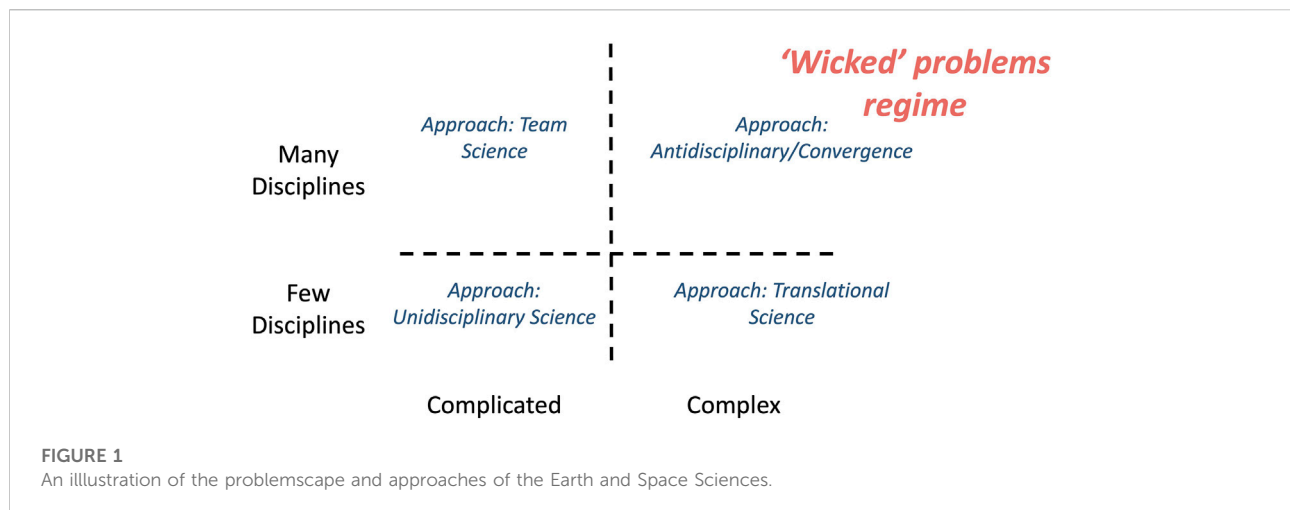 ‘Wicked’ problems
regime
Approach: Team
Science
Approach:
Antidisciplinary/Convergence
Many
Disciplines
Few
Disciplines
Approach:
Unidisciplinary Science
Approach: Translational
Science
Complicated
Complex
FIGURE 1
An illlustration of the problemscape and approaches of the Earth and Space Sciences.